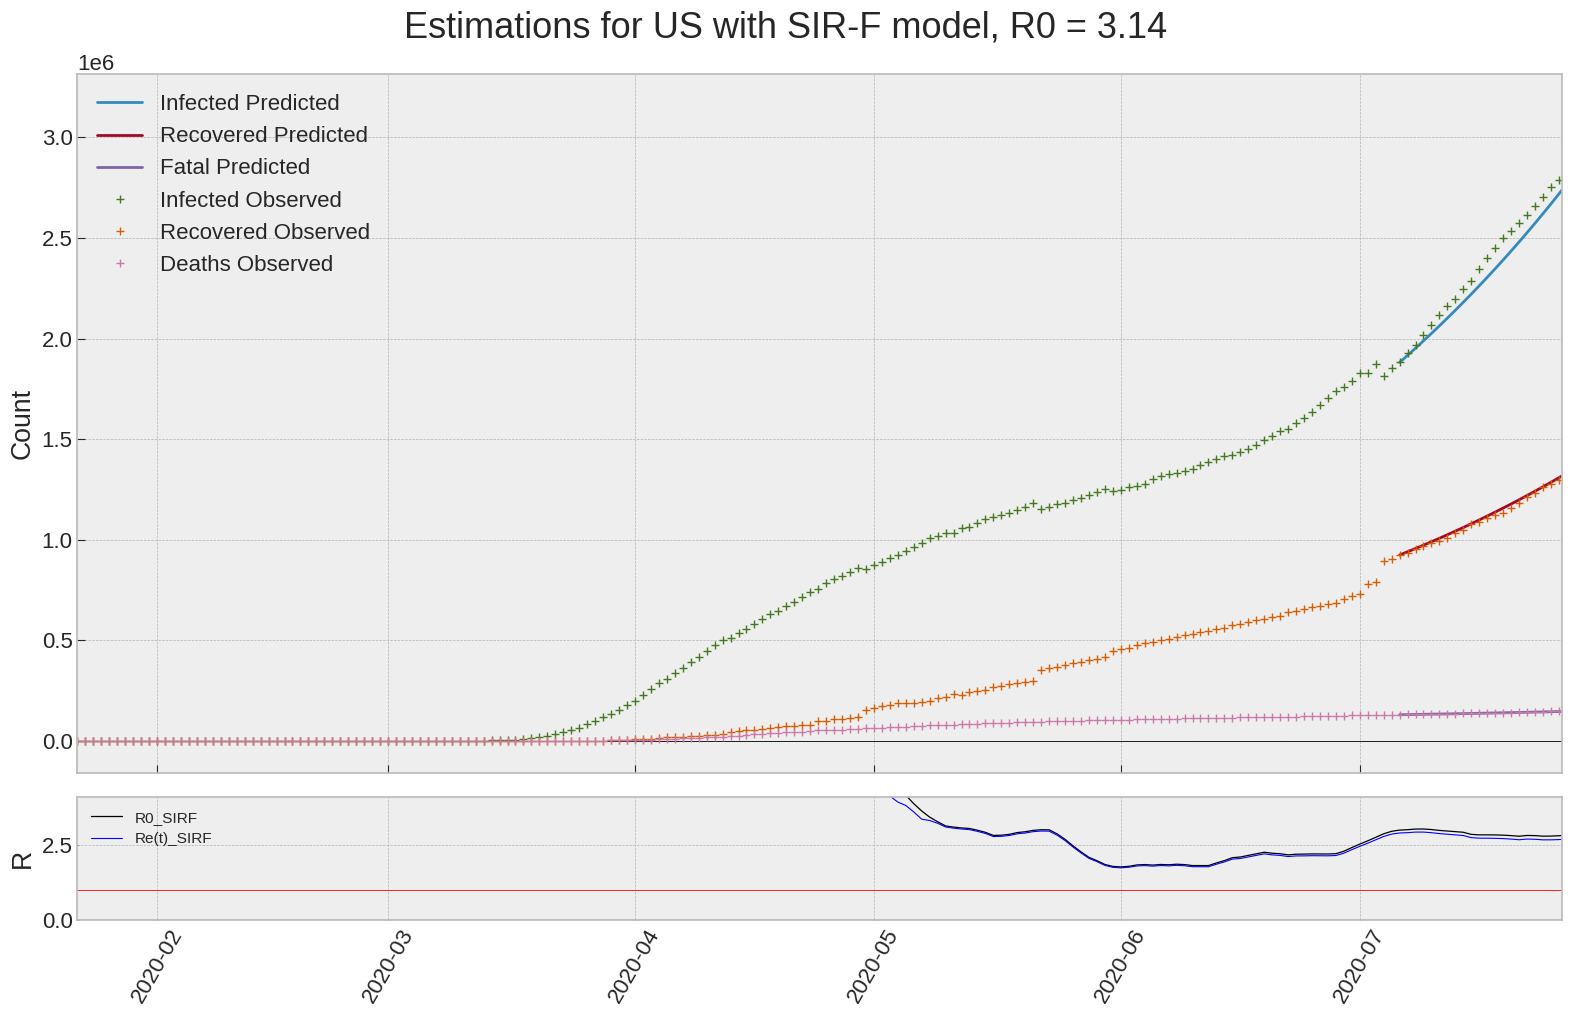 Estimations for US with SIR-F model, R0 = 3.14
1e6
Infected Predicted
Recovered Predicted
Fatal Predicted
Infected Observed
Recovered Observed
Deaths Observed
3.0
2.5
2.0
1.5
1.0
0.5
0.0
Count
R0_SIRF
Re(t)_SIRF
2.5
0.0
R
2020-02
2020-03
2020-04
2020-05
2020-06
2020-07